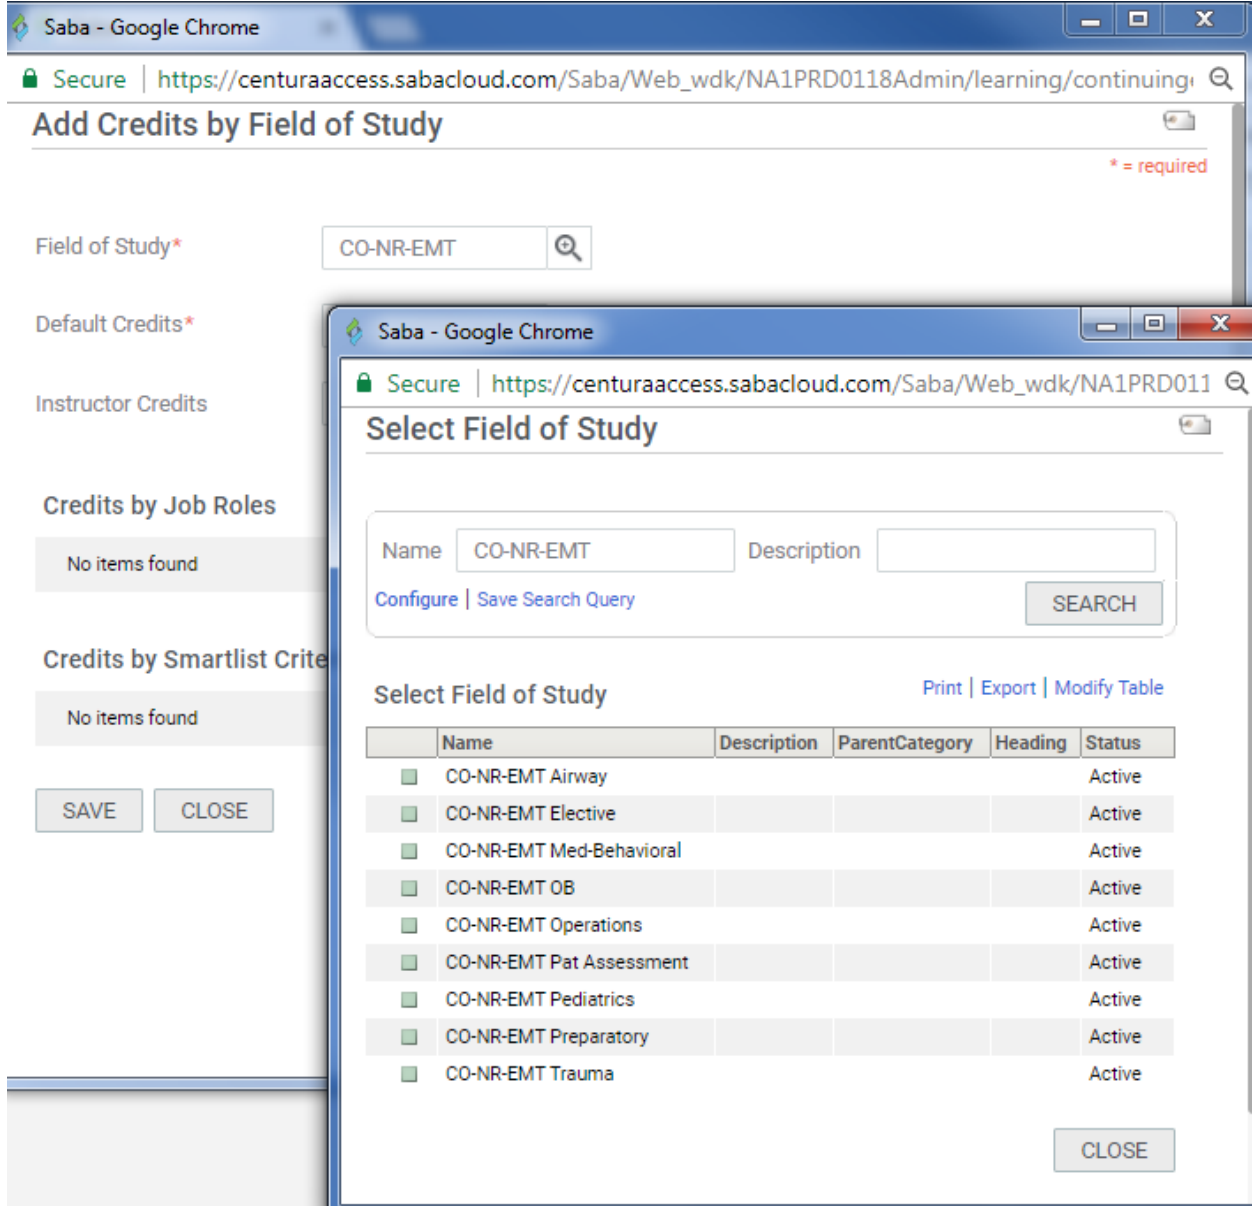 Saba - Google Chrome
Secure | https://centuraaccess.sabacloud.com/Saba/Web_wdk/NA1PRD0118Admin/learning/continuing
Add Credits by Field of Study
* = required
Field of Study* CO-NR-EMT
Default Credits*
Instructor Credits
Credits by Job Roles
No items found
Credits by Smartlist Crite
No items found
SAVE CLOSE
Saba - Google Chrome
Secure | https://centuraaccess.sabacloud.com/Saba/Web_wdk/NA1PRD011
Select Field of Study
Name CO-NR-EMT Description
Configure | Save Search Query SEARCH
Select Field of Study Print | Export | Modify Table
Name Description ParentCategory Heading Status
CO-NR-EMT Airway Active
CO-NR-EMT Elective Active
CO-NR-EMT Med-Behavioral Active
CO-NR-EMT OB Active
CO-NR-EMT Operations Active
CO-NR-EMT Pat Assessment Active
CO-NR-EMT Pediatrics Active
CO-NR-EMT Preparatory Active
CO-NR-EMT Trauma Active
CLOSE